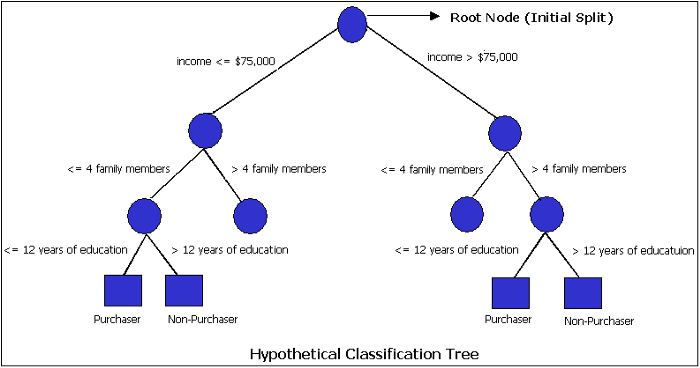 Root Node (Initial Split)
income <= $75,000
income > $75,000
<= 4 family members
> 4 family members
<= 4 family members
> 4 family members
<= 12 years of education
> 12 years of education
<= 12 years of education
> 12 years of educatuion
Purchaser
Non-Purchaser
Purchaser
Non-Purchaser
Hypothetical Classification Tree